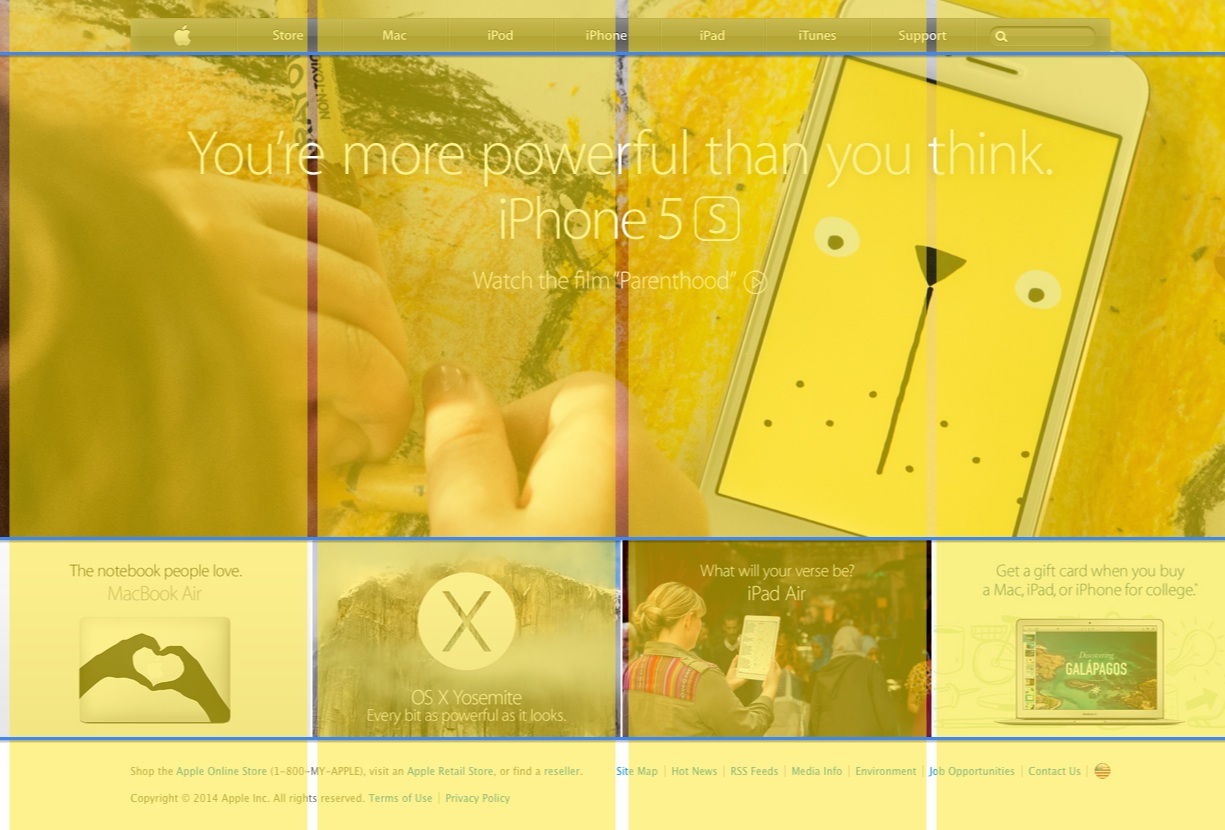 Store Mac iPod iPhone iPad iTunes Support
NON-TOXIC
You're more powerful than you think.
iPhone 5 S
Watch the film “Parenthood”
The notebook people love.
MacBook Air
X
OS X Yosemite
Every bit as powerful as it looks.
What will your verse be?
iPad Air
Get a gift card when you buy
a Mac, iPad, or iPhone for college.*
Discovering
GALÁPAGOS
Shop the Apple Online Store (1-800-MY-APPLE), visit an Apple Retail Store, or find a reseller.
Site Map | Hot News | RSS Feeds | Media Info | Environment | Job Opportunities | Contact Us |
Copyright © 2014 Apple Inc. All rights reserved. Terms of Use | Privacy Policy